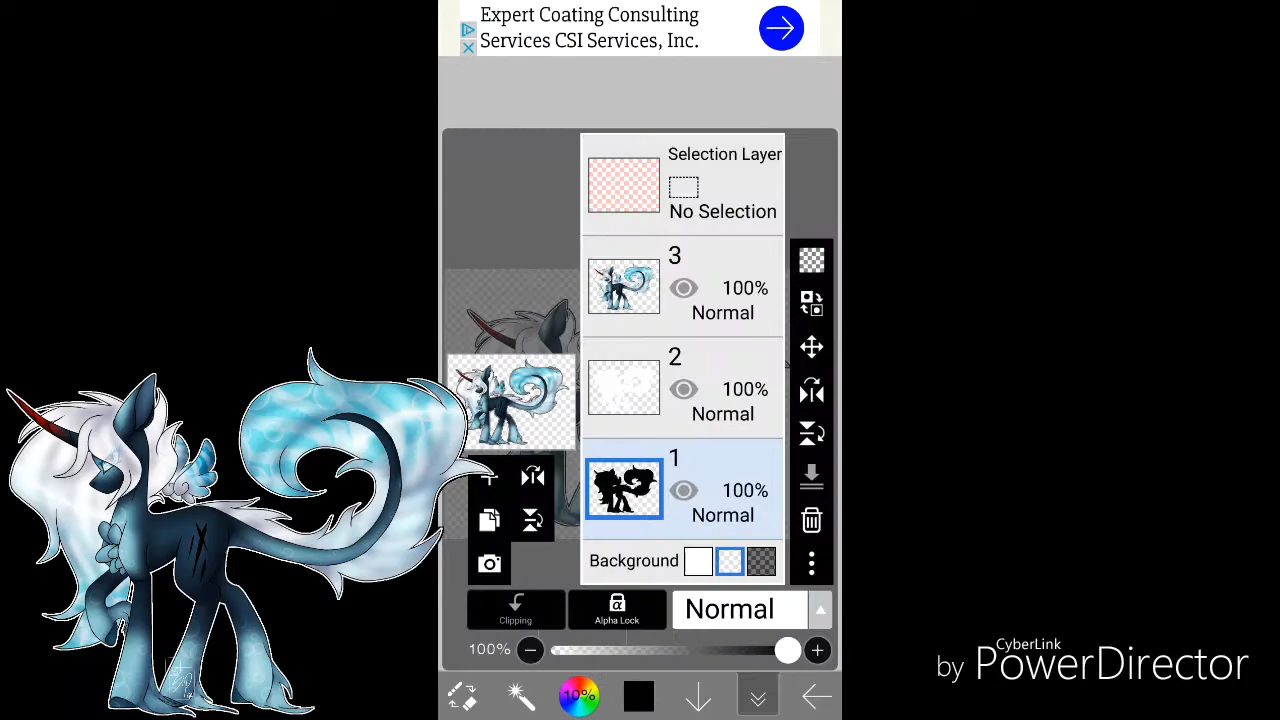 Expert Coating Consulting
Services CSI Services, Inc.
Selection Layer
No Selection
3
100%
Normal
2
100%
Normal
1
100%
Normal
Background
Clipping
α
Alpha Lock
Normal
100%
10%
CyberLink
by PowerDirector